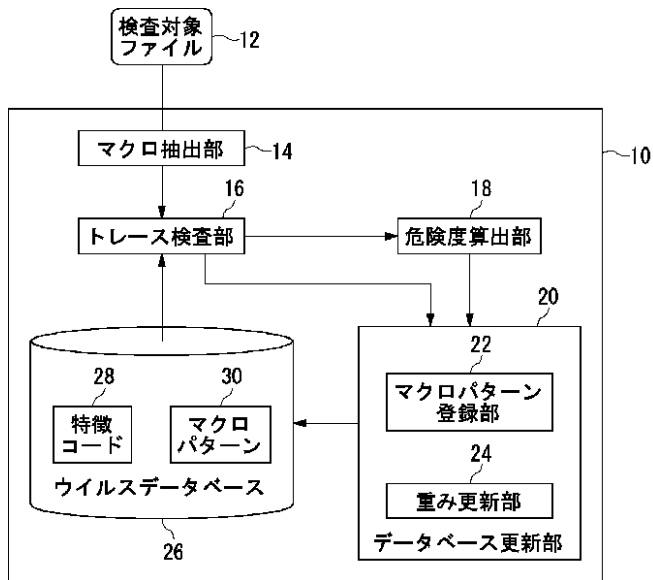 検査対象
ファイル
12
マクロ抽出部
14
10
16
トレース検査部
18
危険度算出部
20
22
マクロパターン
登録部
24
重み更新部
データベース更新部
28
特徴
コード
30
マクロ
パターン
ウイルスデータベース
26